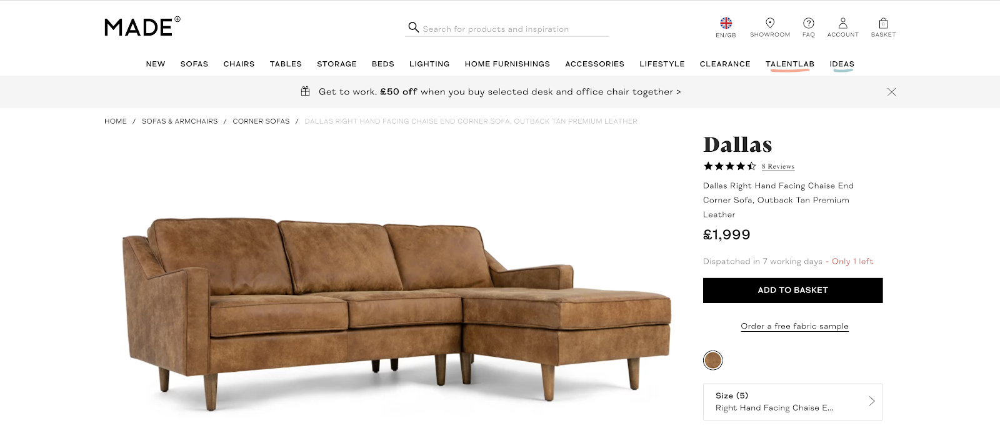 MADE
Search for products and inspiration
EN/GB
SHOWROOM
FAQ
ACCOUNT
0
BASKET
NEW SOFAS CHAIRS TABLES STORAGE BEDS LIGHTING HOME FURNISHINGS ACCESSORIES LIFESTYLE CLEARANCE TALENTLAB IDEAS
Get to work. £50 off when you buy selected desk and office chair together >
HOME / SOFAS & ARMCHAIRS / CORNER SOFAS / DALLAS RIGHT HAND FACING CHAISE END CORNER SOFA, OUTBACK TAN PREMIUM LEATHER
Dallas
8 Reviews
Dallas Right Hand Facing Chaise End
Corner Sofa, Outback Tan Premium
Leather
£1,999
Dispatched in 7 working days - Only 1 left
ADD TO BASKET
Order a free fabric sample
Size (5)
Right Hand Facing Chaise E...